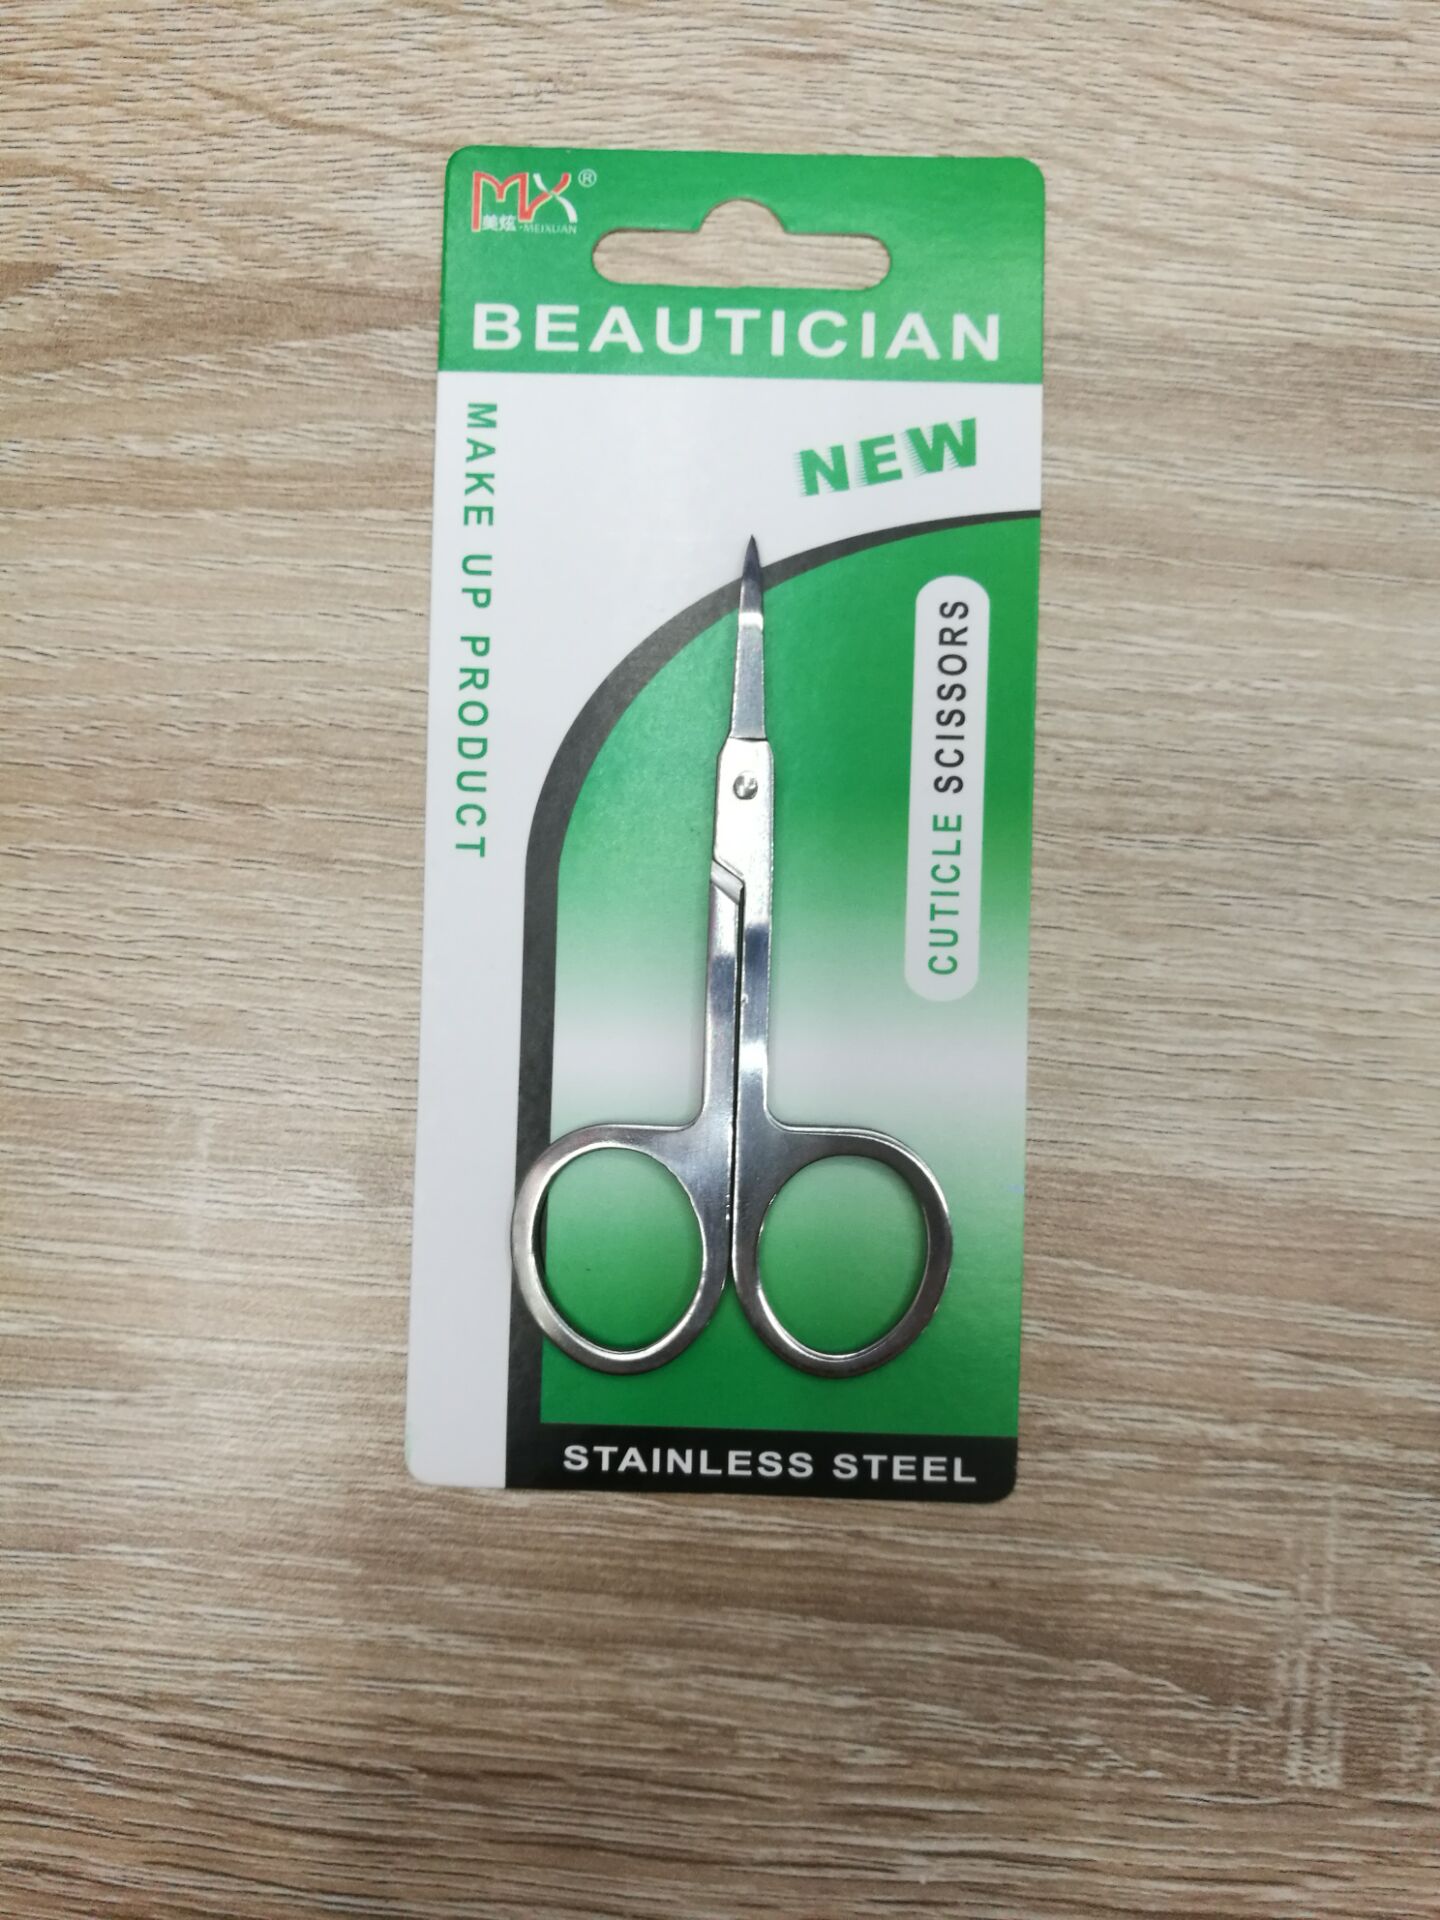 MX®
美炫·MEIXUAN
BEAUTICIAN
NEW
MAKE UP PRODUCT
CUTICLE SCISSORS
STAINLESS STEEL